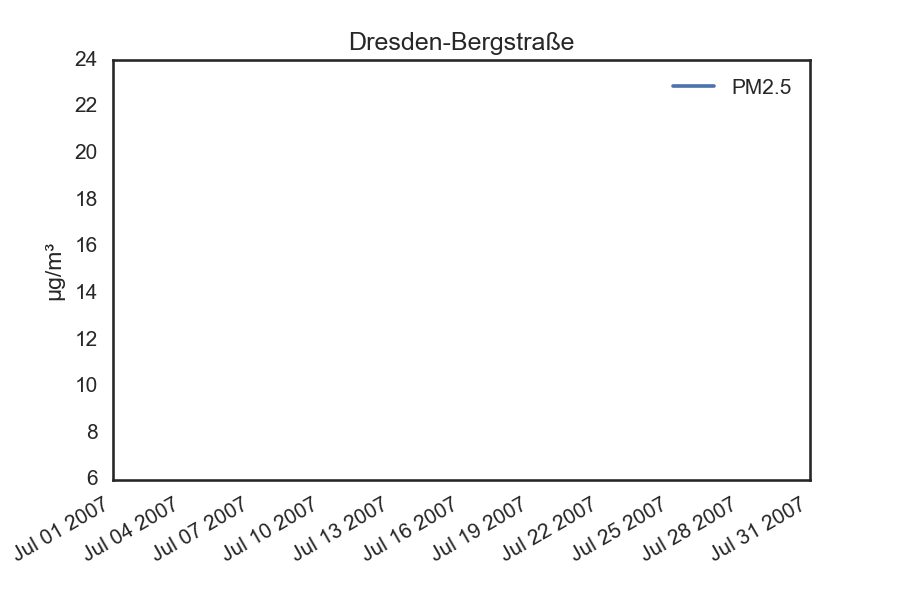 Dresden-Bergstraße
PM2.5
µg/m³
24
22
20
18
16
14
12
10
8
6
Jul 01 2007
Jul 04 2007
Jul 07 2007
Jul 10 2007
Jul 13 2007
Jul 16 2007
Jul 19 2007
Jul 22 2007
Jul 25 2007
Jul 28 2007
Jul 31 2007